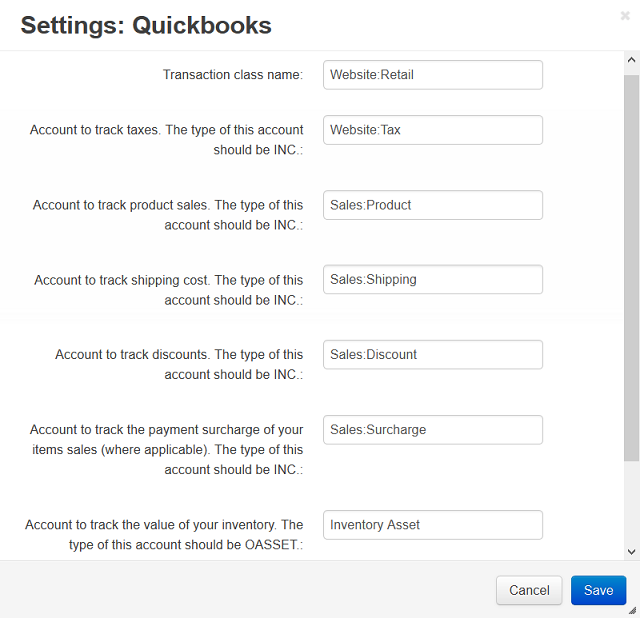 Settings: Quickbooks
×
Transaction class name:
Website:Retail
Account to track taxes. The type of this account
should be INC.:
Website:Tax
Account to track product sales. The type of this
account should be INC.:
Sales:Product
Account to track shipping cost. The type of this
account should be INC.:
Sales:Shipping
Account to track discounts. The type of this
account should be INC.:
Sales:Discount
Account to track the payment surcharge of your
items sales (where applicable). The type of this
account should be INC.:
Sales:Surcharge
Account to track the value of your inventory. The
type of this account should be OASSET.:
Inventory Asset
Cancel
Save